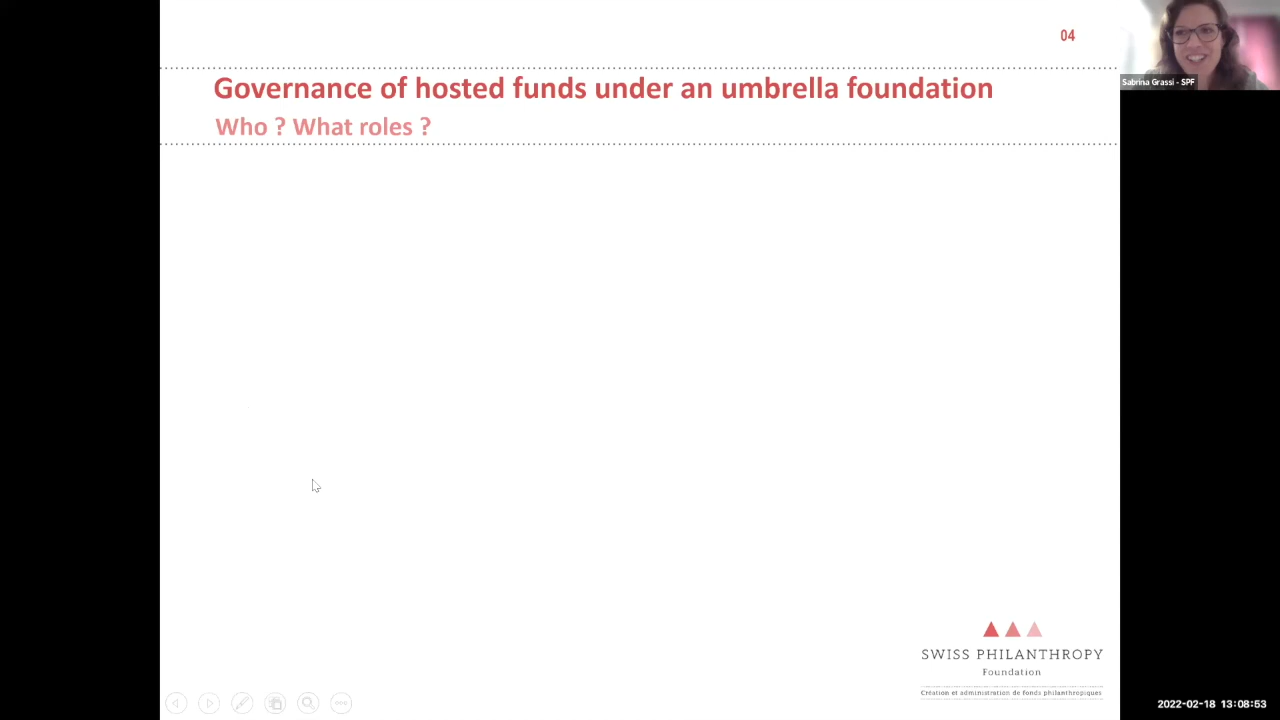 04
Sabrina Grassi - SPF
Governance of hosted funds under an umbrella foundation
Who ? What roles ?
SWISS PHILANTHROPY
Foundation
Création et administration de fonds philanthropiques
2022-02-18 13:08:53